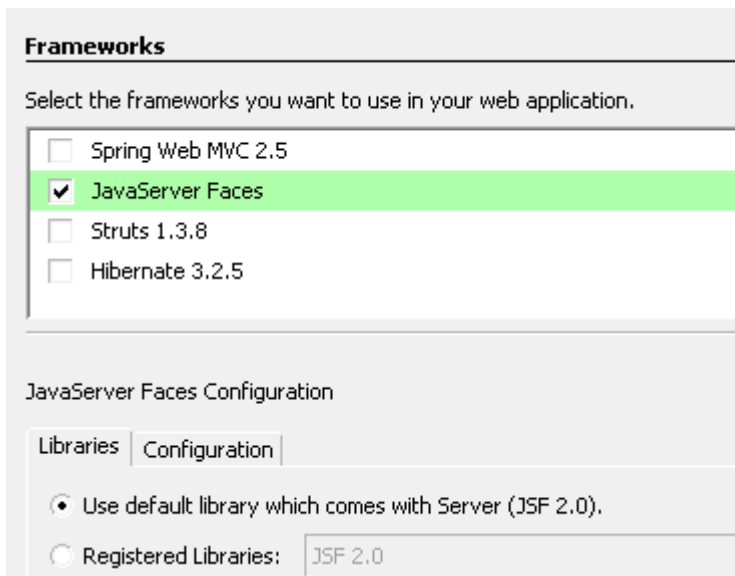 Frameworks
Select the frameworks you want to use in your web application.
Spring Web MVC 2.5
JavaServer Faces
Struts 1.3.8
Hibernate 3.2.5
JavaServer Faces Configuration
Libraries Configuration
Use default library which comes with Server (JSF 2.0).
Registered Libraries: JSF 2.0